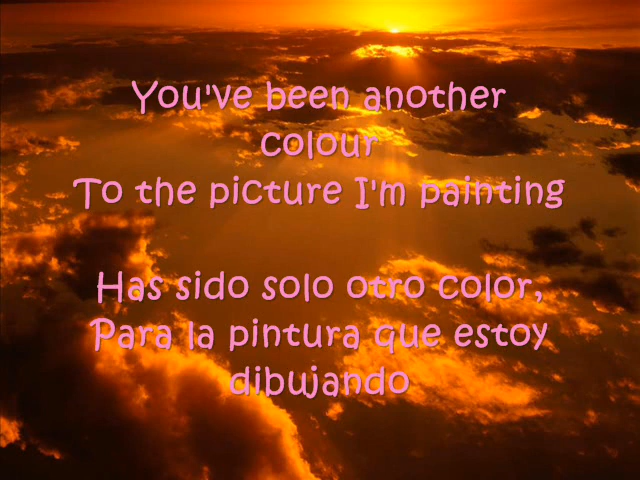 You've been another
colour
To the picture I'm painting
Has sido solo otro color,
Para la pintura que estoy
dibujando